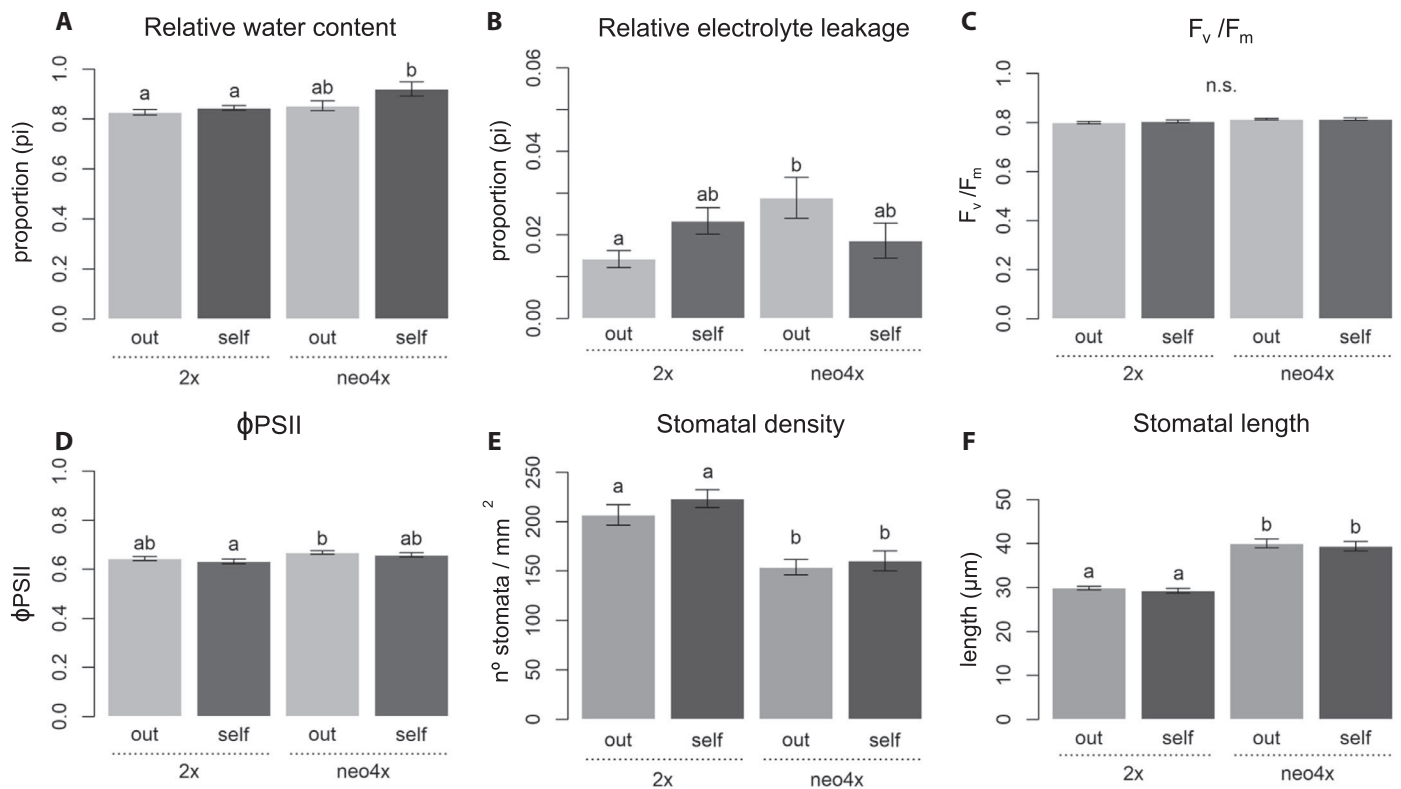 A Relative water content
proportion (pi)
1.0
0.8
0.6
0.4
0.2
0.0
a a ab b
out self out self
2x neo4x
B Relative electrolyte leakage
proportion (pi)
0.06
0.04
0.02
0.00
a ab b ab
out self out self
2x neo4x
C Fv /Fm
Fv /Fm
1.0
0.8
0.6
0.4
0.2
0.0
n.s.
out self out self
2x neo4x
D ϕPSII
ϕPSII
1.0
0.8
0.6
0.4
0.2
0.0
ab a b ab
out self out self
2x neo4x
E Stomatal density
nº stomata / mm 2
250
200
150
100
50
0
a a b b
out self out self
2x neo4x
F Stomatal length
length (µm)
50
40
30
20
10
0
a a b b
out self out self
2x neo4x